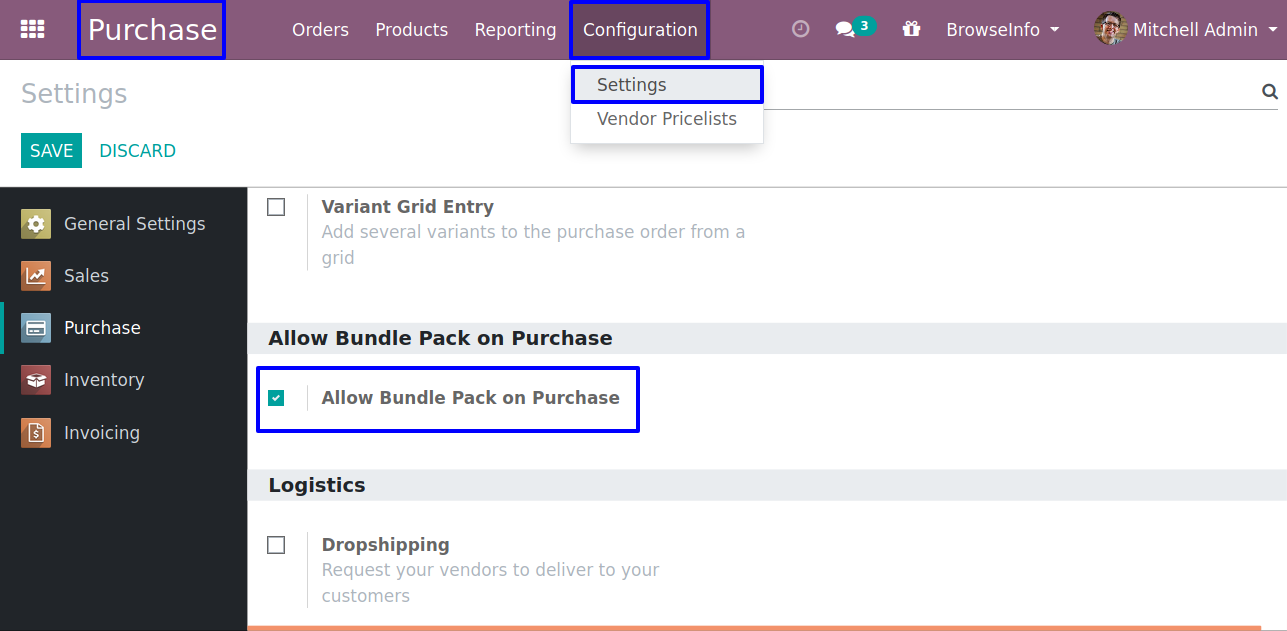 Purchase Orders Products Reporting Configuration 3 BrowseInfo Mitchell Admin
Settings
Settings
Vendor Pricelists
SAVE DISCARD
General Settings
Sales
Purchase
Inventory
Invoicing
Variant Grid Entry
Add several variants to the purchase order from a
grid
Allow Bundle Pack on Purchase
Allow Bundle Pack on Purchase
Logistics
Dropshipping
Request your vendors to deliver to your
customers